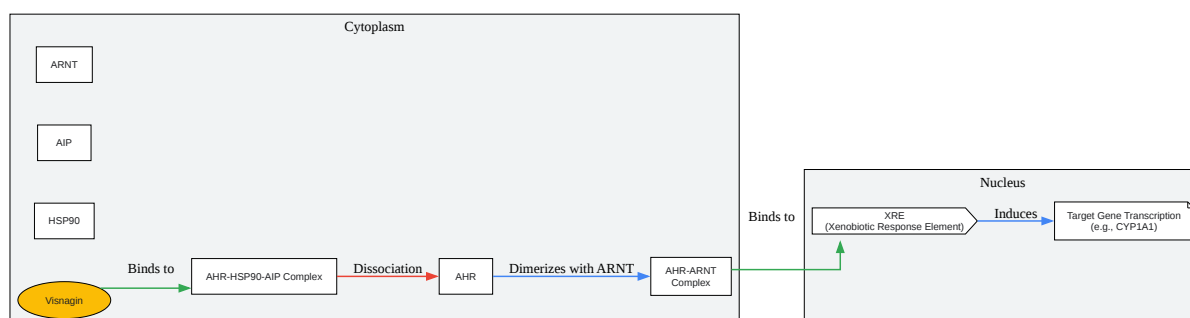 Cytoplasm
ARNT
AIP
HSP90
Visnagin
Binds to
AHR-HSP90-AIP Complex
Dissociation
AHR
Dimerizes with ARNT
AHR-ARNT
Complex
Binds to
Nucleus
XRE
(Xenobiotic Response Element)
Induces
Target Gene Transcription
(e.g., CYP1A1)